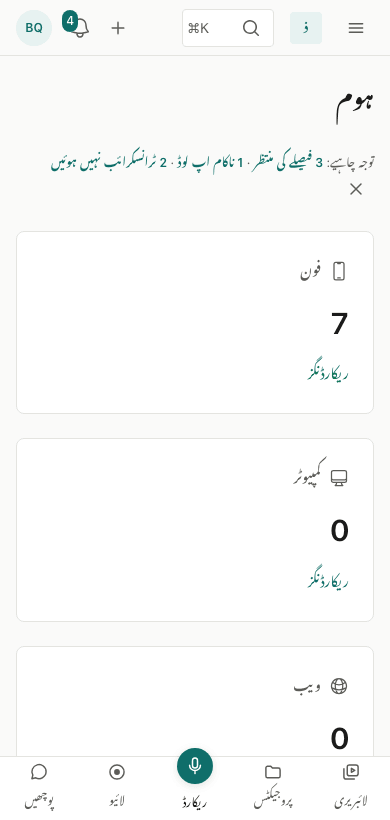 ذ
⌘K
4
BQ
ہوم
توجہ چاہیے: 3 فیصلے کی منتظر · 1 ناکام اپ لوڈ · 2 ٹرانسکرائب نہیں ہوئیں
فون
7
ریکارڈنگز
کمپیوٹر
0
ریکارڈنگز
ویب
0
لائبریری
پروجیکٹس
ریکارڈ
لائیو
پوچھیں